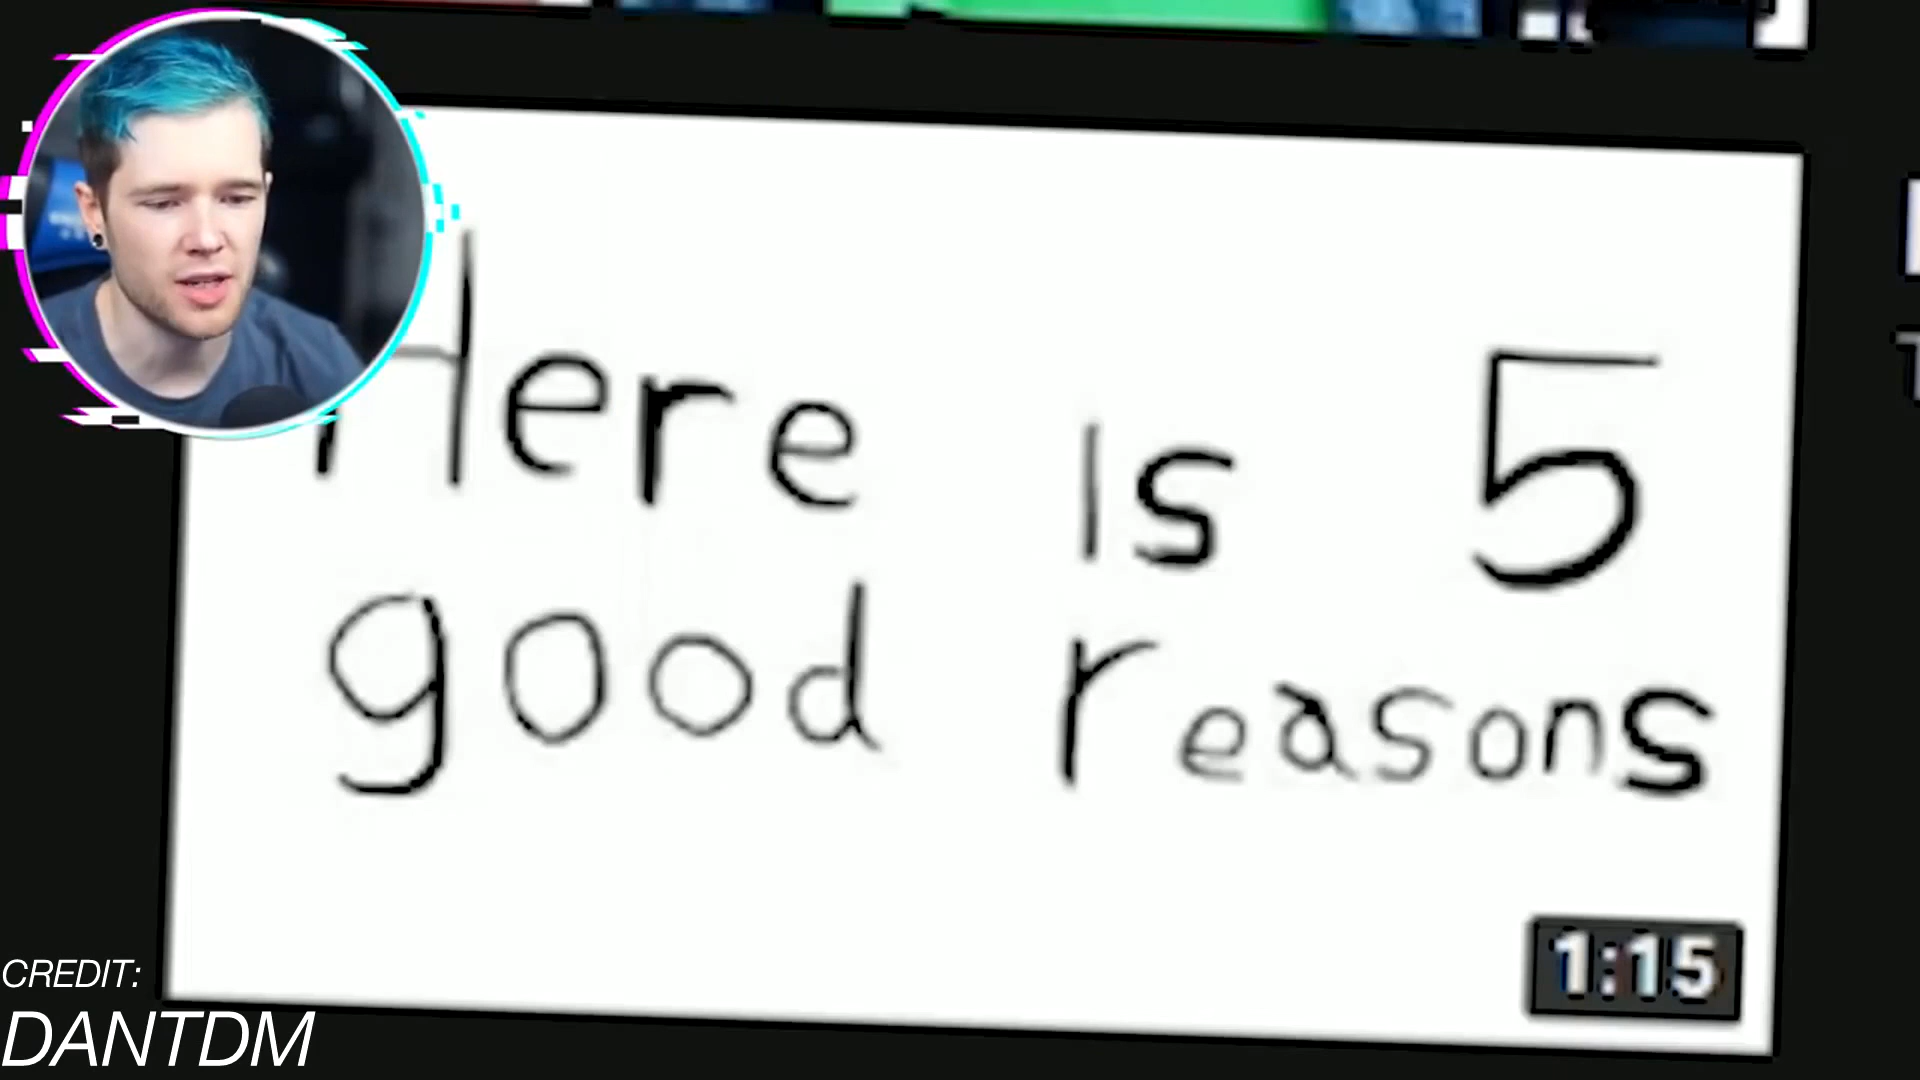 Here is 5
good reasons
1:15
CREDIT:
DANTDM